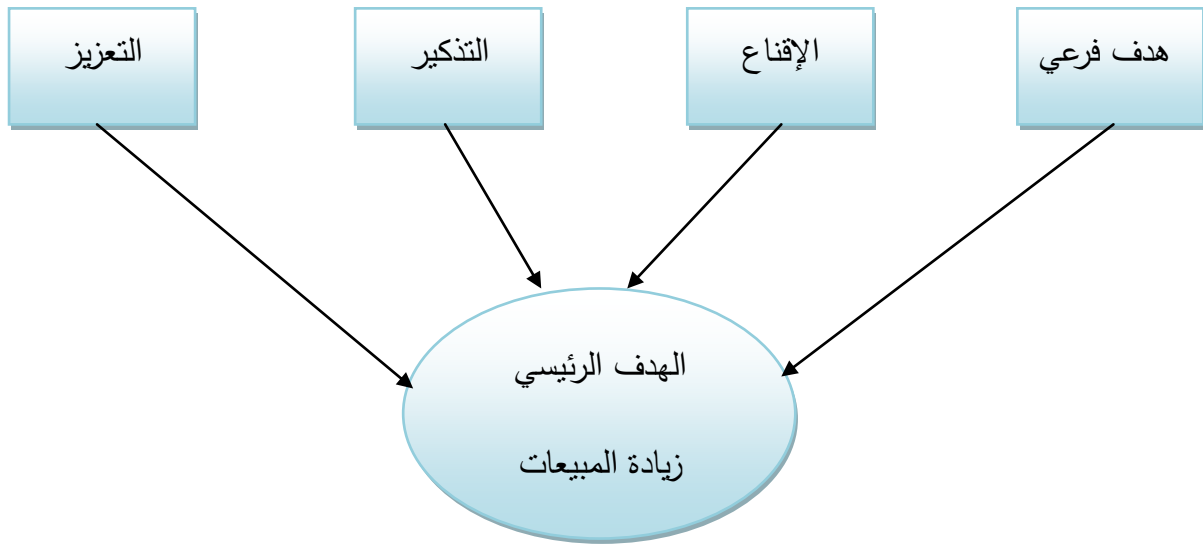 هدف فرعي
الإقناع
التذكير
التعزيز
الهدف الرئيسي
زيادة المبيعات